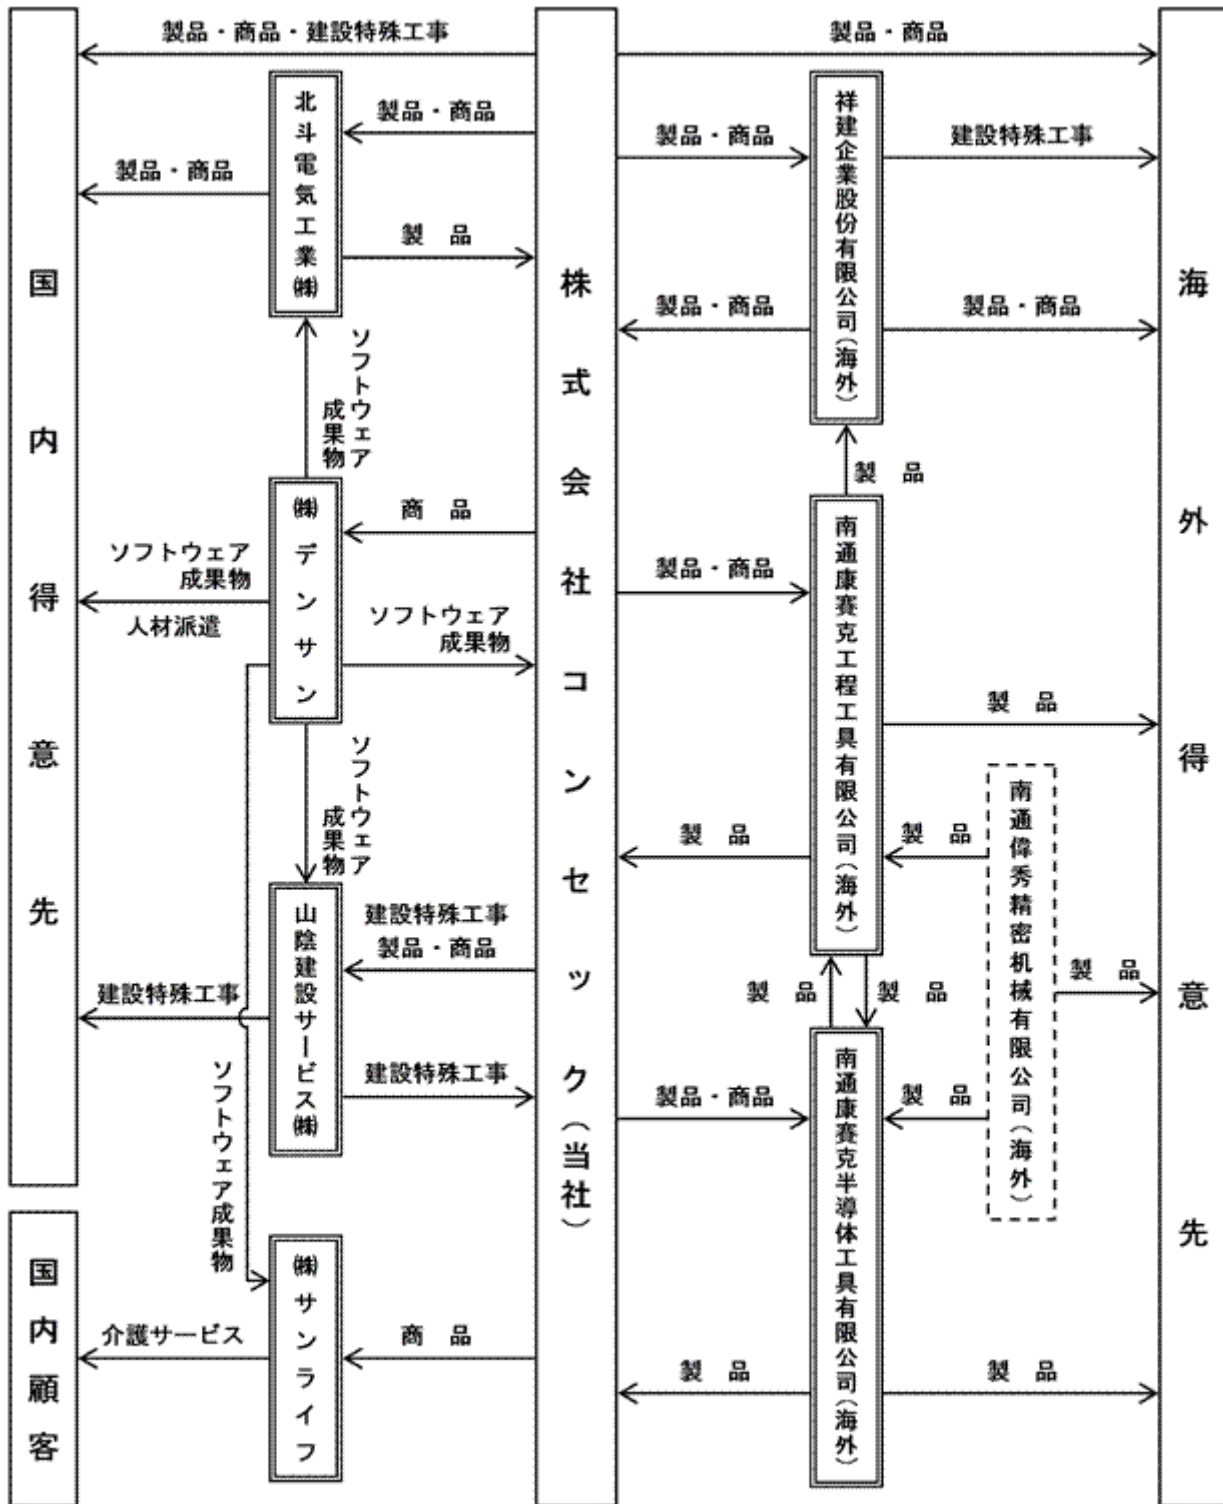 国内得意先
国内顧客
製品・商品・建設特殊工事
北斗電気工業㈱
製品・商品
製品・商品
製　品
ソフトウェア
成果物
㈱デンサン
商　品
ソフトウェア
成果物
人材派遣
ソフトウェア
成果物
ソフトウェア
成果物
山陰建設サービス㈱
建設特殊工事
製品・商品
建設特殊工事
建設特殊工事
ソフトウェア成果物
㈱サンライフ
介護サービス
商　品
株式会社コンセック（当社）
製品・商品
祥建企業股份有限公司（海外）
製品・商品
建設特殊工事
製品・商品
製品・商品
製　品
南通康賽克工程工具有限公司（海外）
製品・商品
製　品
製　品
製　品
南通偉秀精密机械有限公司（海外）
製　品
製　品
製　品
製　品
南通康賽克半導体工具有限公司（海外）
製品・商品
製　品
製　品
海外得意先